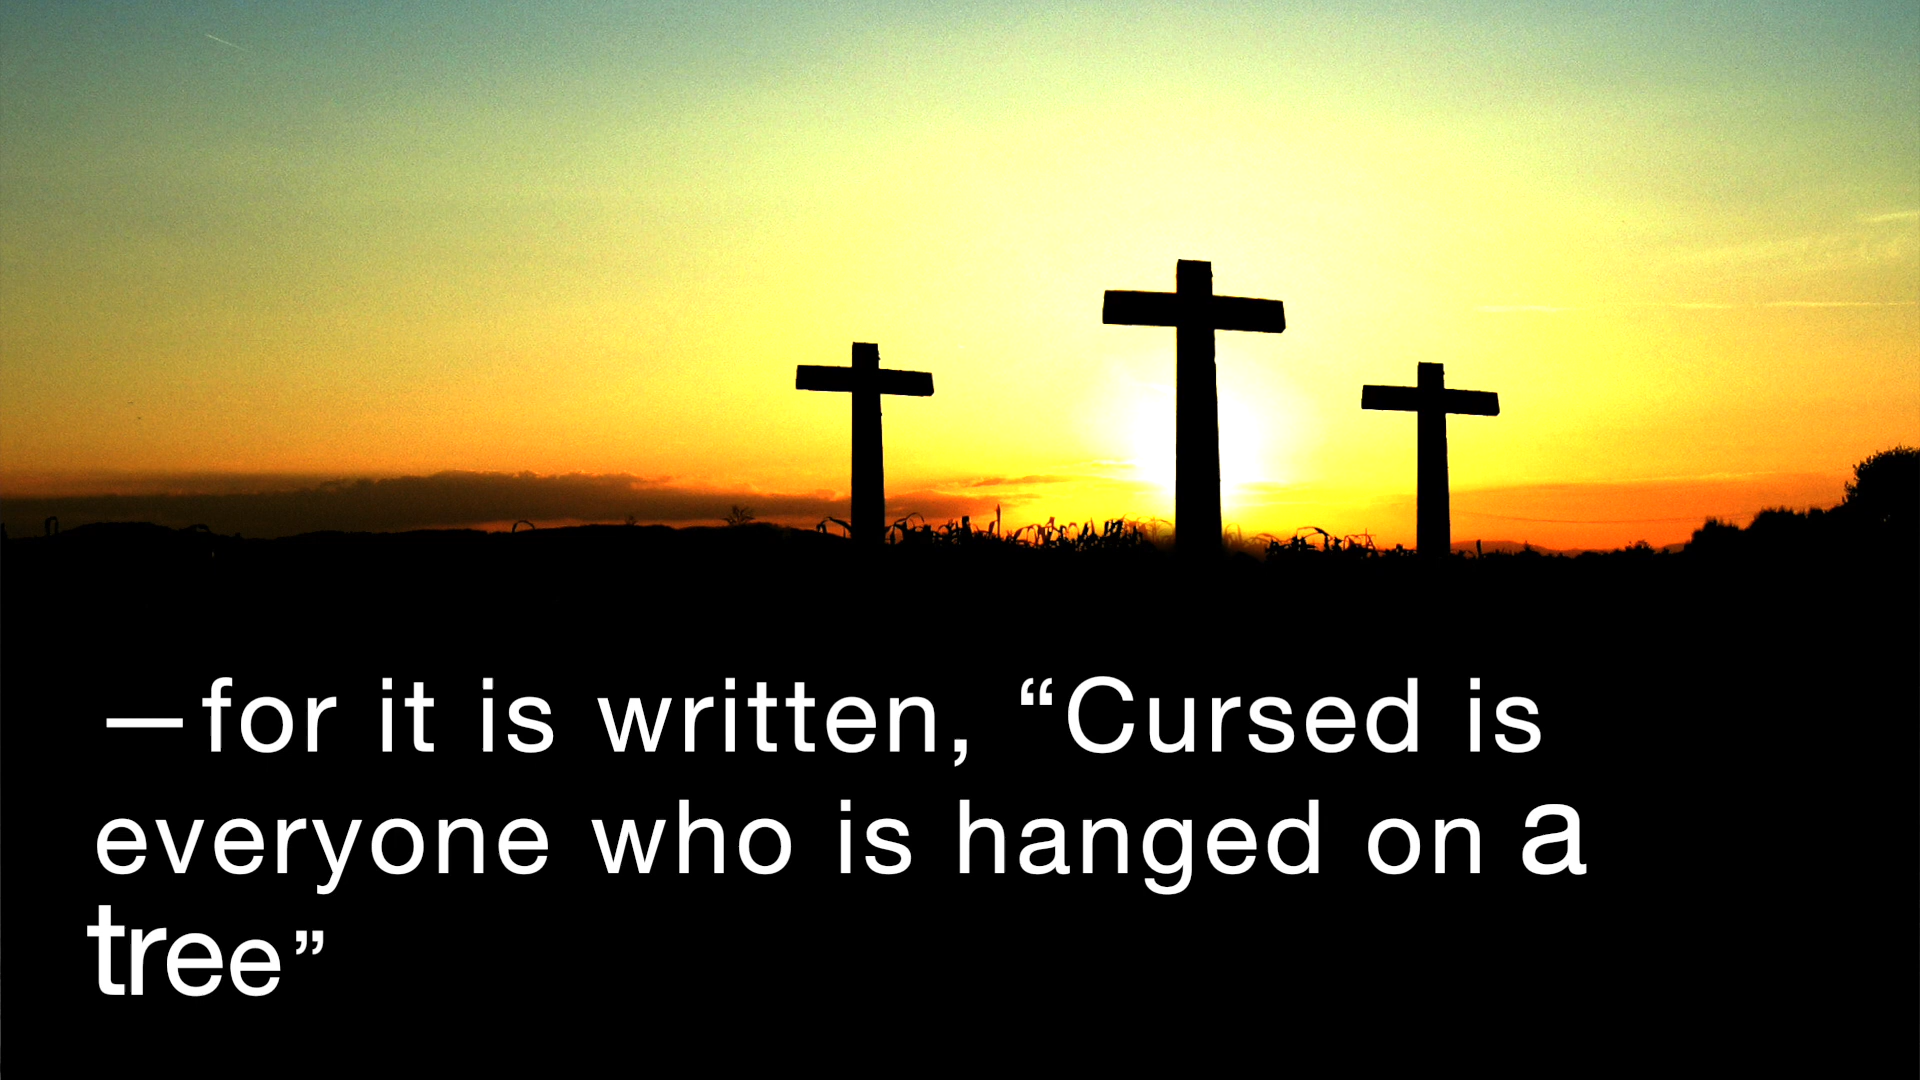 —for it is written, “Cursed is
everyone who is hanged on a
tree”